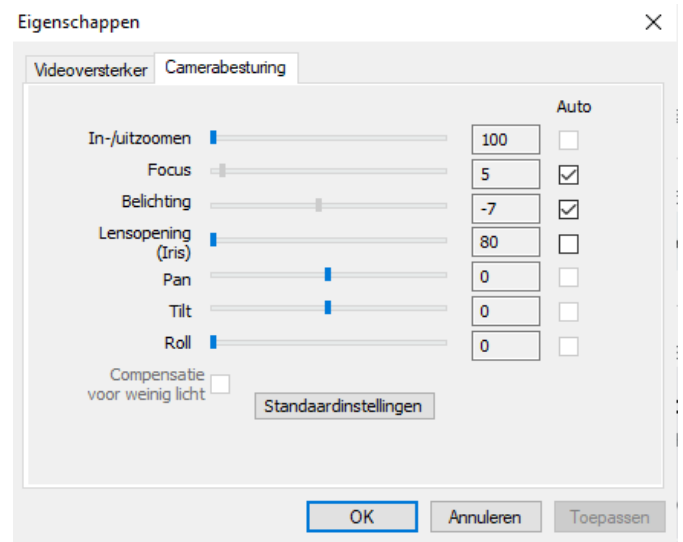 Eigenschappen
Videoversterker Camerabesturing
Auto
In-/uitzoomen 100
Focus 5
Belichting -7
Lensopening
(Iris) 80
Pan 0
Tilt 0
Roll 0
Compensatie
voor weinig licht
Standaardinstellingen
OK Annuleren Toepassen